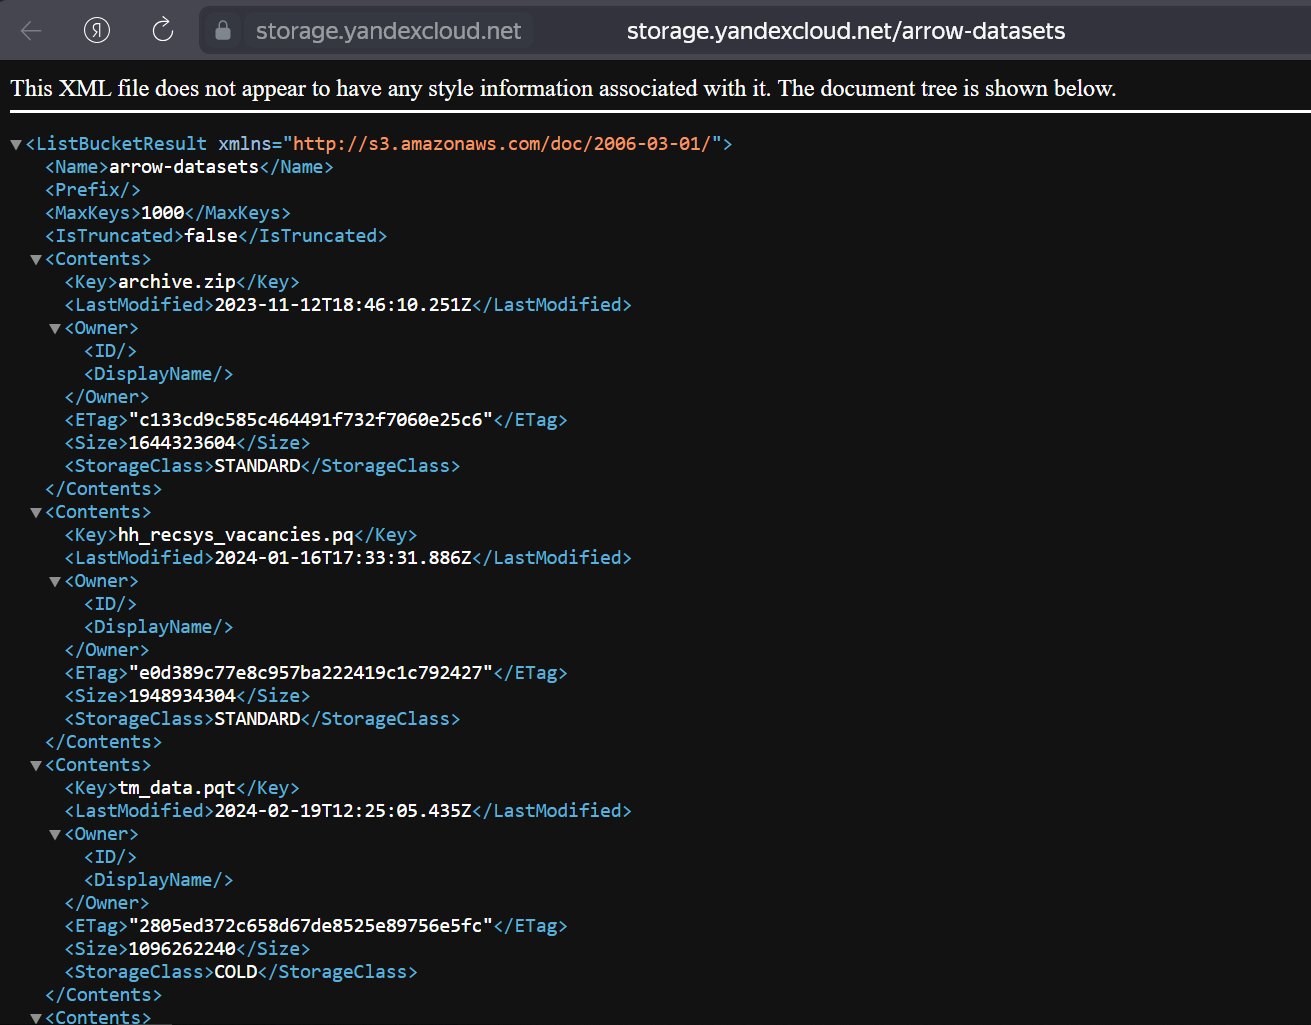 storage.yandexcloud.net storage.yandexcloud.net/arrow-datasets
This XML file does not appear to have any style information associated with it. The document tree is shown below.
▼<ListBucketResult xmlns="http://s3.amazonaws.com/doc/2006-03-01/">
<Name>arrow-datasets</Name>
<Prefix/>
<MaxKeys>1000</MaxKeys>
<IsTruncated>false</IsTruncated>
▼<Contents>
<Key>archive.zip</Key>
<LastModified>2023-11-12T18:46:10.251Z</LastModified>
▼<Owner>
<ID/>
<DisplayName/>
</Owner>
<ETag>"c133cd9c585c464491f732f7060e25c6"</ETag>
<Size>1644323604</Size>
<StorageClass>STANDARD</StorageClass>
</Contents>
▼<Contents>
<Key>hh_recsys_vacancies.pq</Key>
<LastModified>2024-01-16T17:33:31.886Z</LastModified>
▼<Owner>
<ID/>
<DisplayName/>
</Owner>
<ETag>"e0d389c77e8c957ba222419c1c792427"</ETag>
<Size>1948934304</Size>
<StorageClass>STANDARD</StorageClass>
</Contents>
▼<Contents>
<Key>tm_data.pqt</Key>
<LastModified>2024-02-19T12:25:05.435Z</LastModified>
▼<Owner>
<ID/>
<DisplayName/>
</Owner>
<ETag>"2805ed372c658d67de8525e89756e5fc"</ETag>
<Size>1096262240</Size>
<StorageClass>COLD</StorageClass>
</Contents>
▼<Contents>